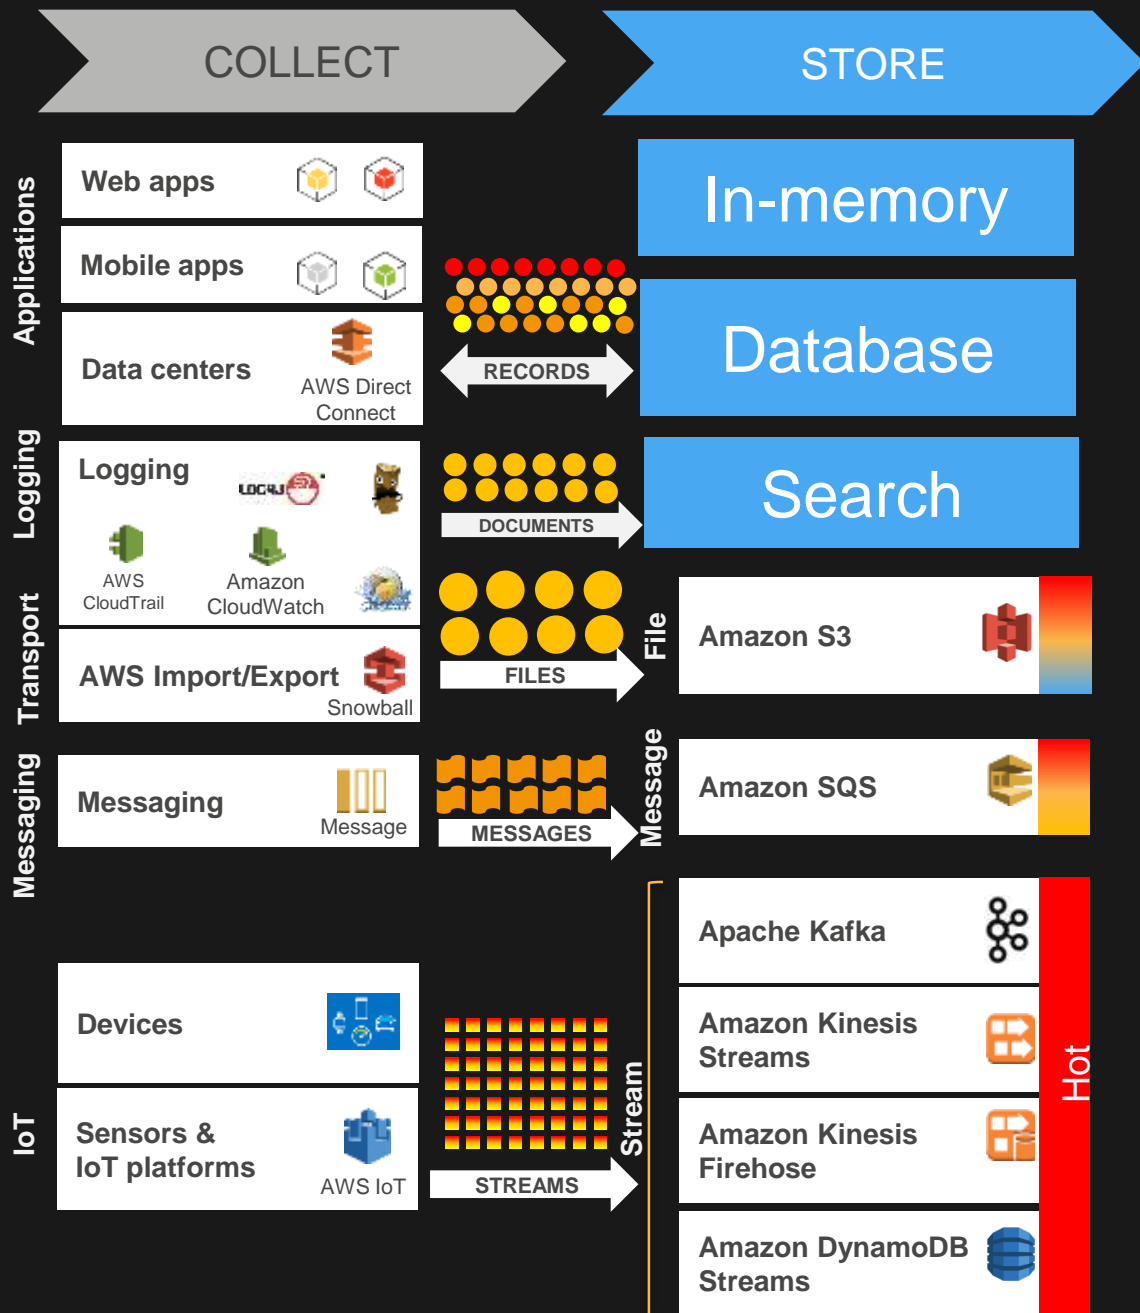 COLLECT
STORE
Applications
Web apps
Mobile apps
Data centers
AWS Direct
Connect
RECORDS
In-memory
Database
Logging
Logging
LOG4J
AWS
CloudTrail
Amazon
CloudWatch
DOCUMENTS
Search
Transport
AWS Import/Export
Snowball
FILES
File
Amazon S3
Messaging
Messaging
Message
MESSAGES
Message
Amazon SQS
IoT
Devices
Sensors &
IoT platforms
AWS IoT
STREAMS
Stream
Apache Kafka
Amazon Kinesis
Streams
Amazon Kinesis
Firehose
Amazon DynamoDB
Streams
Hot